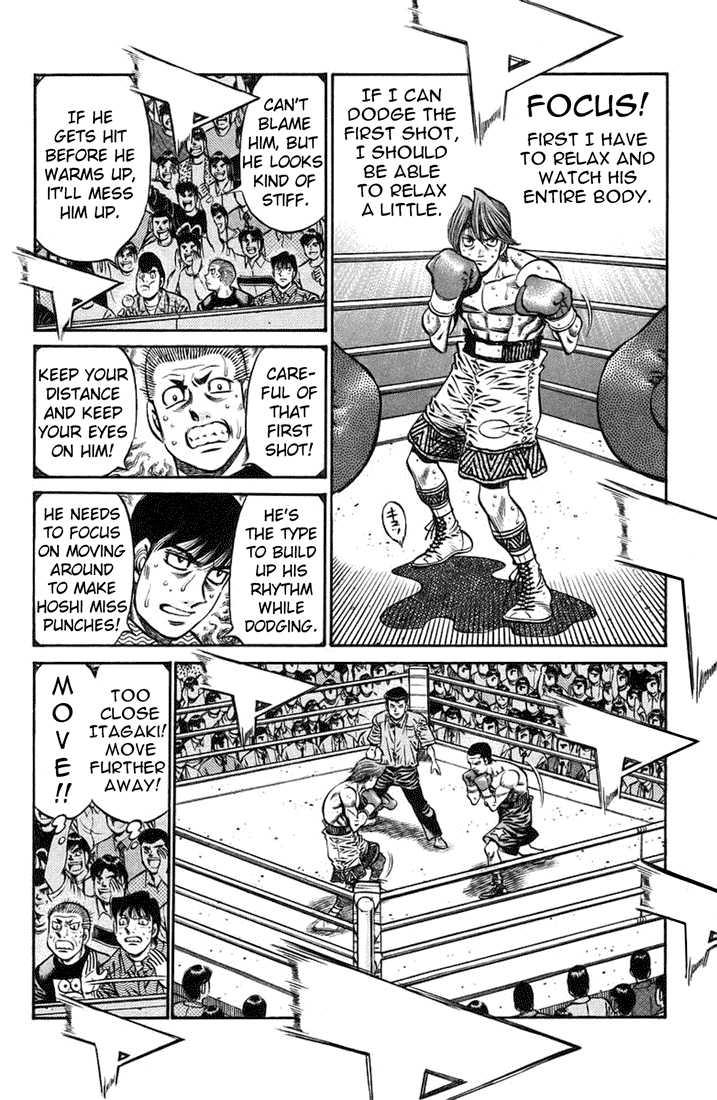 FOCUS!
FIRST I HAVE
TO RELAX AND
WATCH HIS
ENTIRE BODY.
IF I CAN
DODGE THE
FIRST SHOT,
I SHOULD
BE ABLE
TO RELAX
A LITTLE.
CAN'T
BLAME
HIM, BUT
HE LOOKS
KIND OF
STIFF.
IF HE
GETS HIT
BEFORE HE
WARMS UP,
IT'LL MESS
HIM UP.
CARE-
FUL OF
THAT
FIRST
SHOT!
KEEP YOUR
DISTANCE
AND KEEP
YOUR EYES
ON HIM!
HE'S
THE TYPE
TO BUILD
UP HIS
RHYTHM
WHILE
DODGING.
HE NEEDS
TO FOCUS
ON MOVING
AROUND
TO MAKE
HOSHI MISS
PUNCHES!
TOO
CLOSE
ITAGAKI!
MOVE
FURTHER
AWAY!
MOVE!!